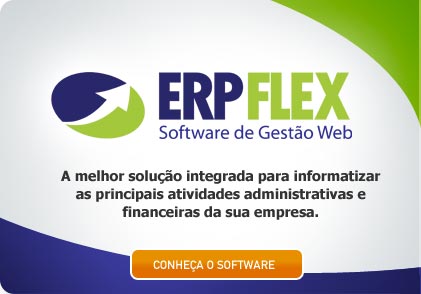 ERPFLEX
Software de Gestão Web
A melhor solução integrada para informatizar
as principais atividades administrativas e
financeiras da sua empresa.
CONHEÇA O SOFTWARE